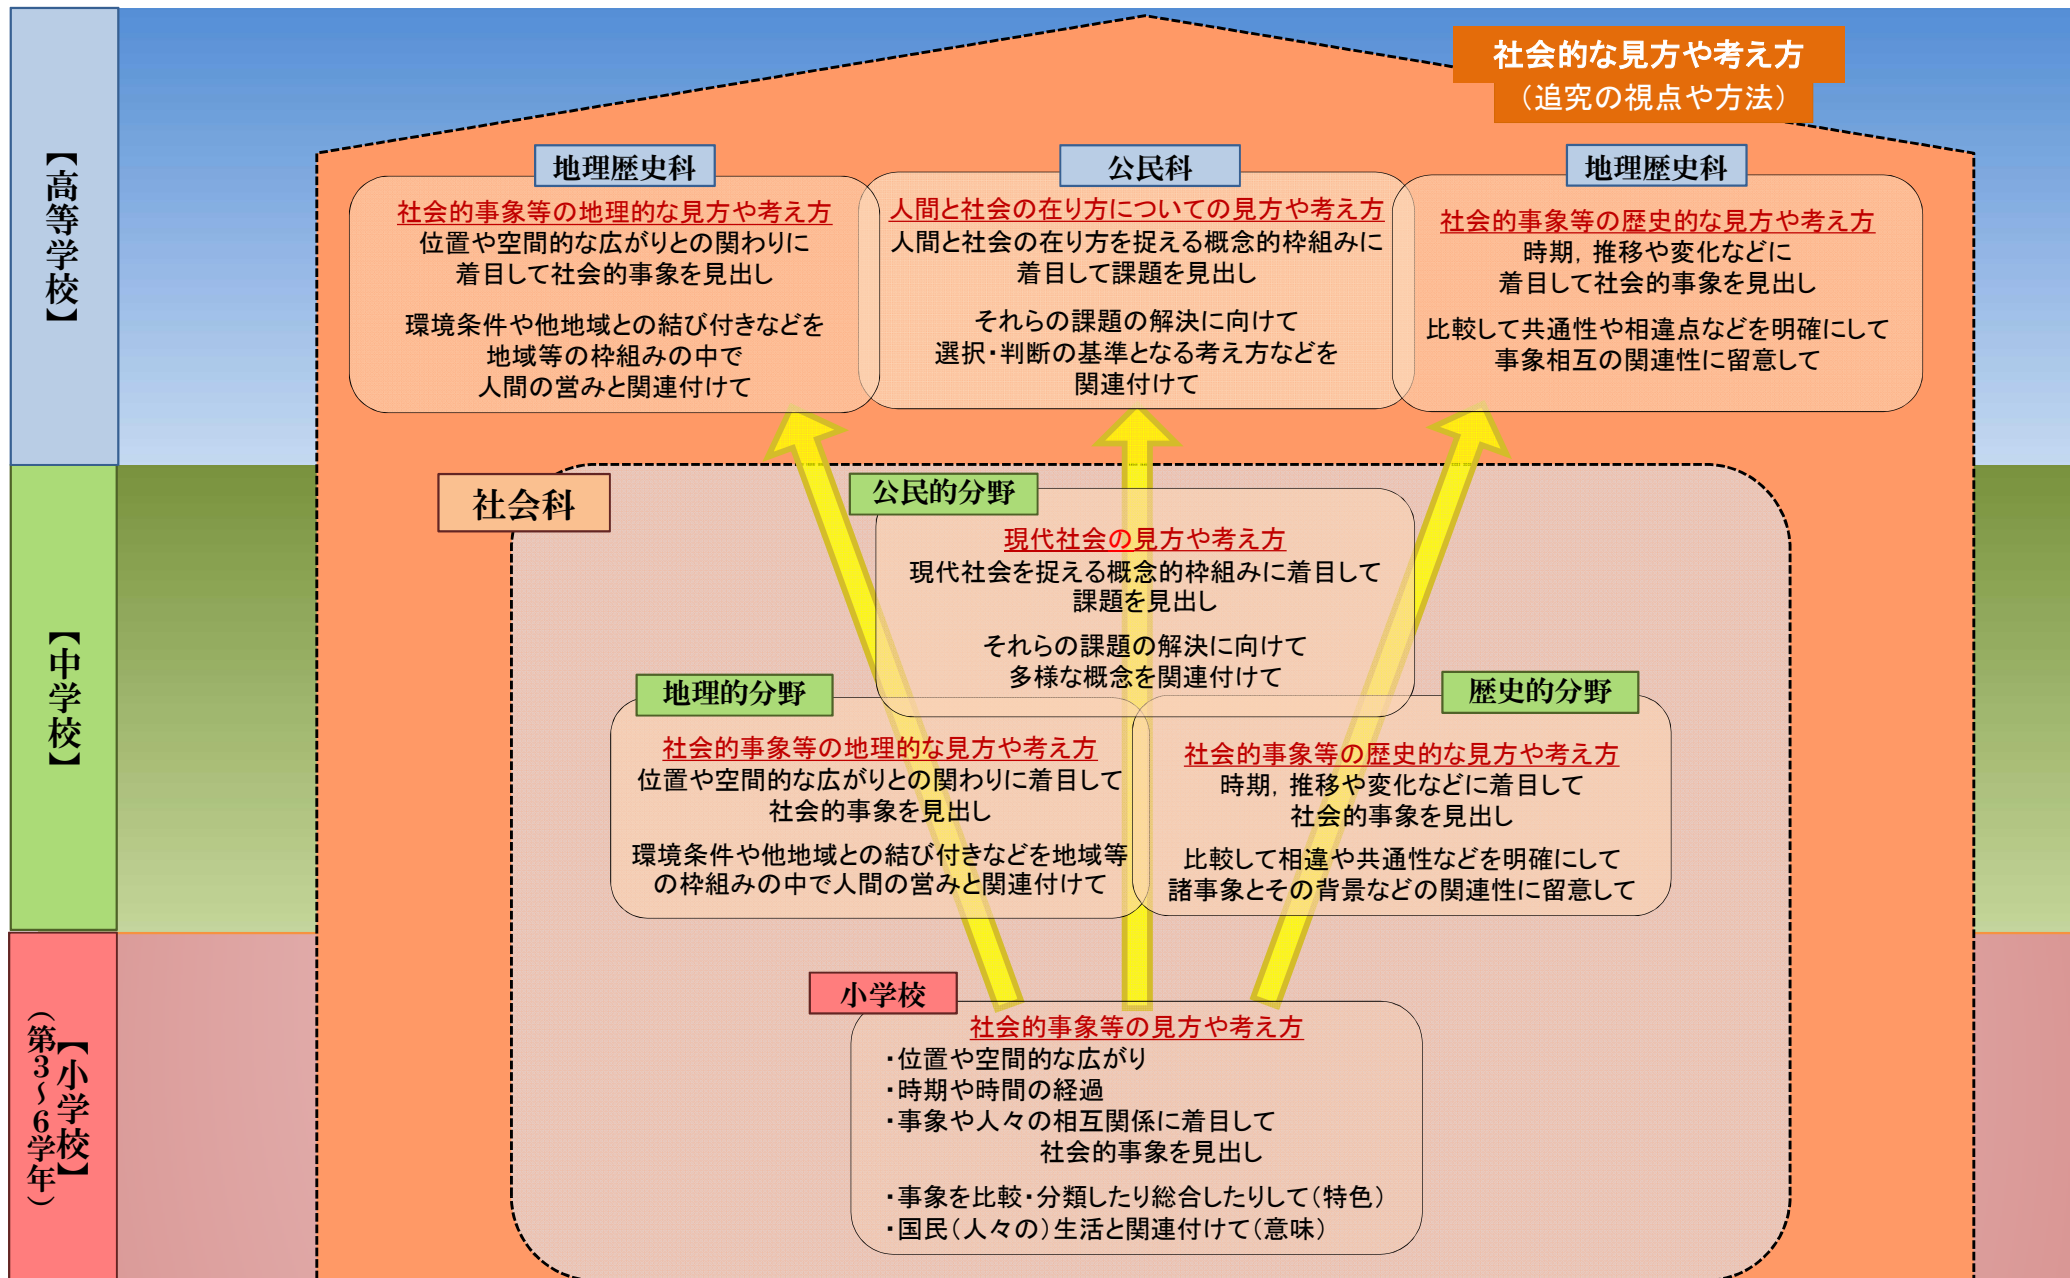 社会的な見方や考え方
（追究の視点や方法）
【高等学校】
地理歴史科
社会的事象等の地理的な見方や考え方
位置や空間的な広がりとの関わりに
着目して社会的事象を見出し
環境条件や他地域との結び付きなどを
地域等の枠組みの中で
人間の営みと関連付けて
公民科
人間と社会の在り方についての見方や考え方
人間と社会の在り方を捉える概念的枠組みに
着目して課題を見出し
それらの課題の解決に向けて
選択・判断の基準となる考え方などを
関連付けて
地理歴史科
社会的事象等の歴史的な見方や考え方
時期，推移や変化などに
着目して社会的事象を見出し
比較して共通性や相違点などを明確にして
事象相互の関連性に留意して
【中学校】
社会科
公民的分野
現代社会の見方や考え方
現代社会を捉える概念的枠組みに着目して
課題を見出し
それらの課題の解決に向けて
多様な概念を関連付けて
地理的分野
社会的事象等の地理的な見方や考え方
位置や空間的な広がりとの関わりに着目して
社会的事象を見出し
環境条件や他地域との結び付きなどを地域等
の枠組みの中で人間の営みと関連付けて
歴史的分野
社会的事象等の歴史的な見方や考え方
時期，推移や変化などに着目して
社会的事象を見出し
比較して相違や共通性などを明確にして
諸事象とその背景などの関連性に留意して
【小学校】
（第３～６学年）
小学校
社会的事象等の見方や考え方
・位置や空間的な広がり
・時期や時間の経過
・事象や人々の相互関係に着目して
社会的事象を見出し
・事象を比較・分類したり総合したりして（特色）
・国民（人々の）生活と関連付けて（意味）